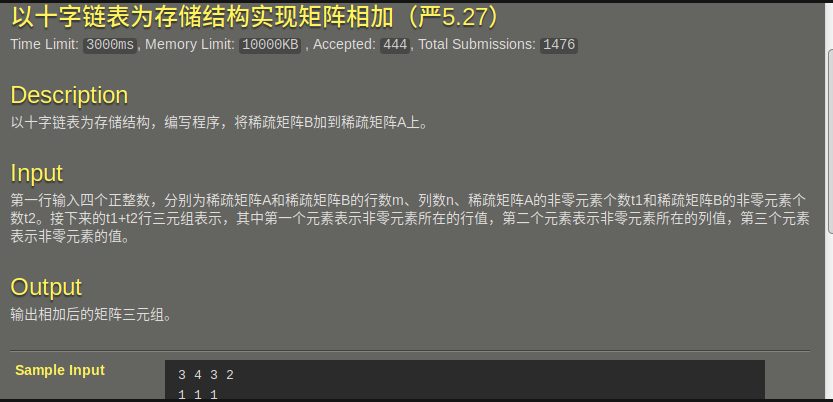 以十字链表为存储结构实现矩阵相加（严5.27）
Time Limit: 3000ms, Memory Limit: 10000KB , Accepted: 444, Total Submissions: 1476
Description
以十字链表为存储结构，编写程序，将稀疏矩阵B加到稀疏矩阵A上。
Input
第一行输入四个正整数，分别为稀疏矩阵A和稀疏矩阵B的行数m、列数n、稀疏矩阵A的非零元素个数t1和稀疏矩阵B的非零元素个
数t2。接下来的t1+t2行三元组表示，其中第一个元素表示非零元素所在的行值，第二个元素表示非零元素所在的列值，第三个元素
表示非零元素的值。
Output
输出相加后的矩阵三元组。
Sample Input
3 4 3 2
1 1 1